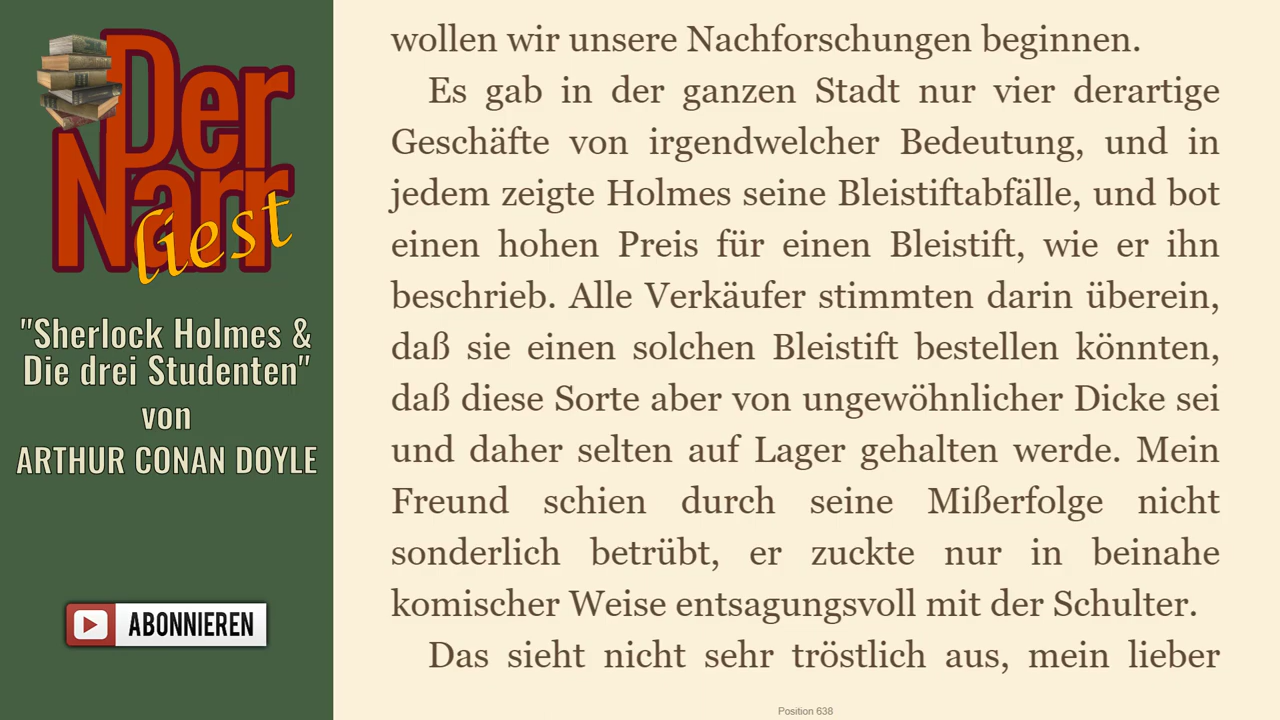 Der
Narr
liest
"Sherlock Holmes &
Die drei Studenten"
von
ARTHUR CONAN DOYLE
ABONNIEREN
wollen wir unsere Nachforschungen beginnen.
Es gab in der ganzen Stadt nur vier derartige
Geschäfte von irgendwelcher Bedeutung, und in
jedem zeigte Holmes seine Bleistiftabfälle, und bot
einen hohen Preis für einen Bleistift, wie er ihn
beschrieb. Alle Verkäufer stimmten darin überein,
daß sie einen solchen Bleistift bestellen könnten,
daß diese Sorte aber von ungewöhnlicher Dicke sei
und daher selten auf Lager gehalten werde. Mein
Freund schien durch seine Mißerfolge nicht
sonderlich betrübt, er zuckte nur in beinahe
komischer Weise entsagungsvoll mit der Schulter.
Das sieht nicht sehr tröstlich aus, mein lieber
Position 638